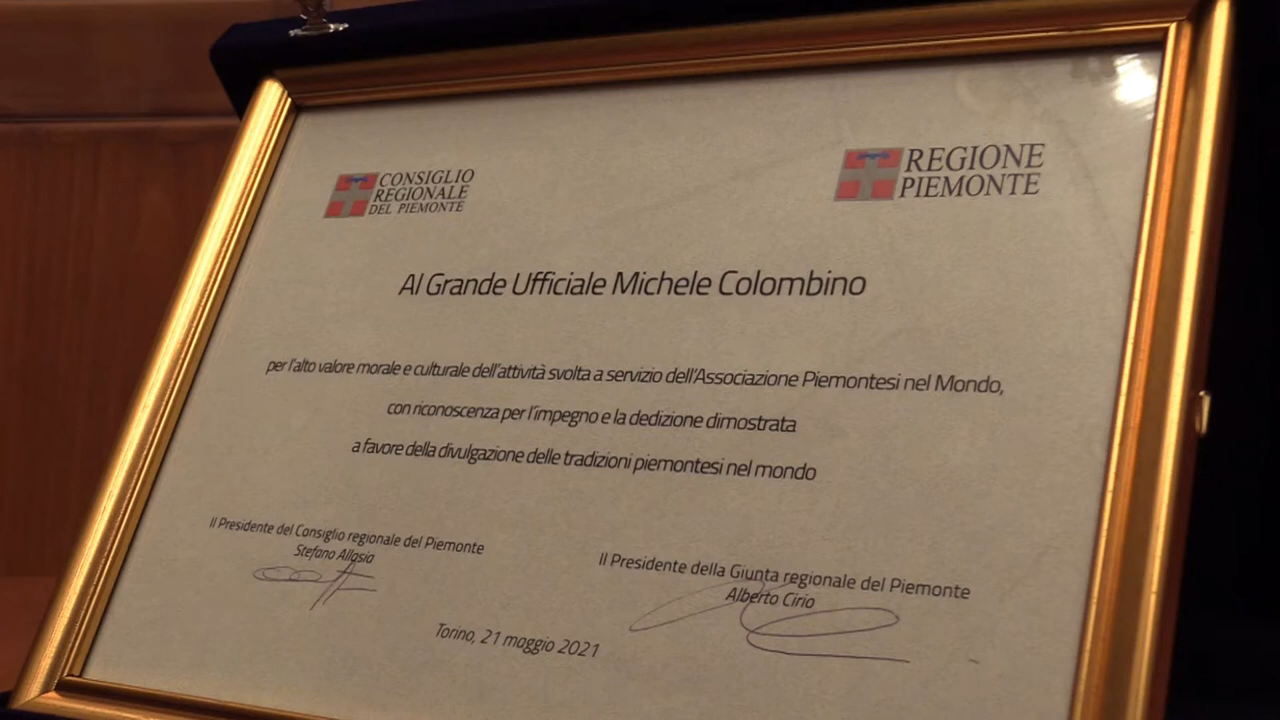 CONSIGLIO
REGIONALE
DEL PIEMONTE
REGIONE
PIEMONTE
Al Grande Ufficiale Michele Colombino
per l'alto valore morale e culturale dell'attività svolta a servizio dell'Associazione Piemontesi nel Mondo,
con riconoscenza per l'impegno e la dedizione dimostrata
a favore della divulgazione delle tradizioni piemontesi nel mondo
Il Presidente del Consiglio regionale del Piemonte
Stefano Allasia
Il Presidente della Giunta regionale del Piemonte
Alberto Cirio
Torino, 21 maggio 2021